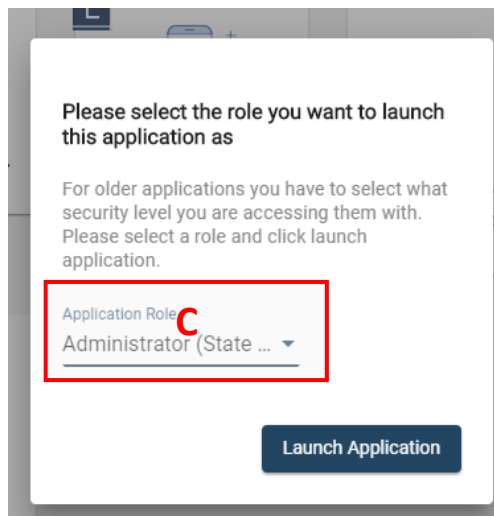 L
Please select the role you want to launch
this application as
For older applications you have to select what
security level you are accessing them with.
Please select a role and click launch
application.
Application Role
C
Administrator (State ...
Launch Application